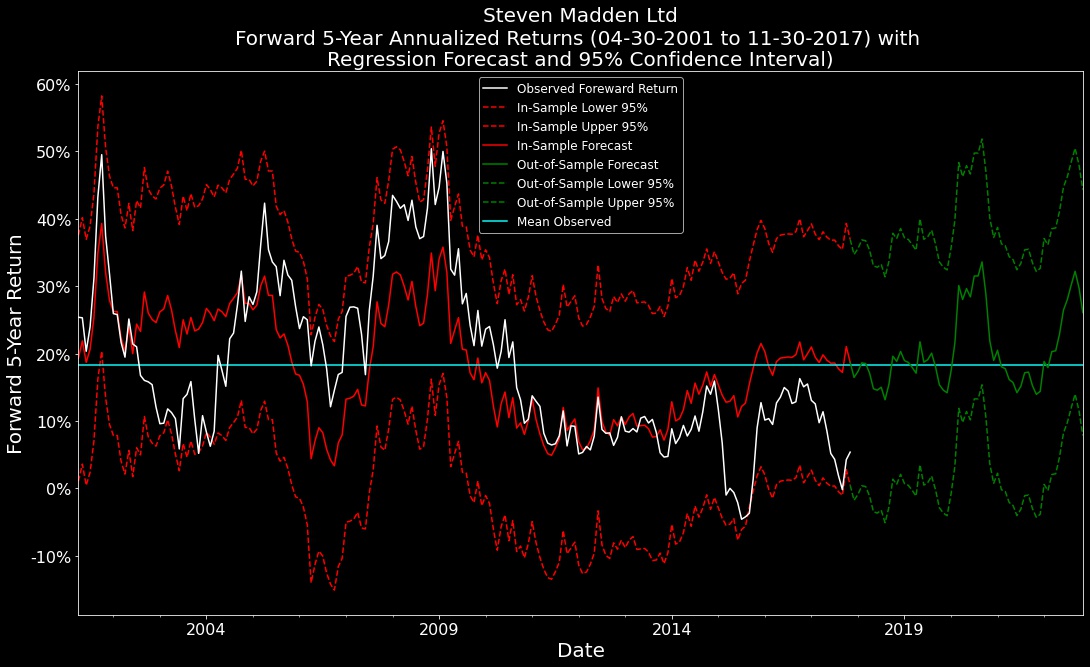 Steven Madden Ltd
Forward 5-Year Annualized Returns (04-30-2001 to 11-30-2017) with
Regression Forecast and 95% Confidence Interval)
Observed Foreward Return
In-Sample Lower 95%
In-Sample Upper 95%
In-Sample Forecast
Out-of-Sample Forecast
Out-of-Sample Lower 95%
Out-of-Sample Upper 95%
Mean Observed
Forward 5-Year Return
60%
50%
40%
30%
20%
10%
0%
-10%
2004
2009
2014
2019
Date